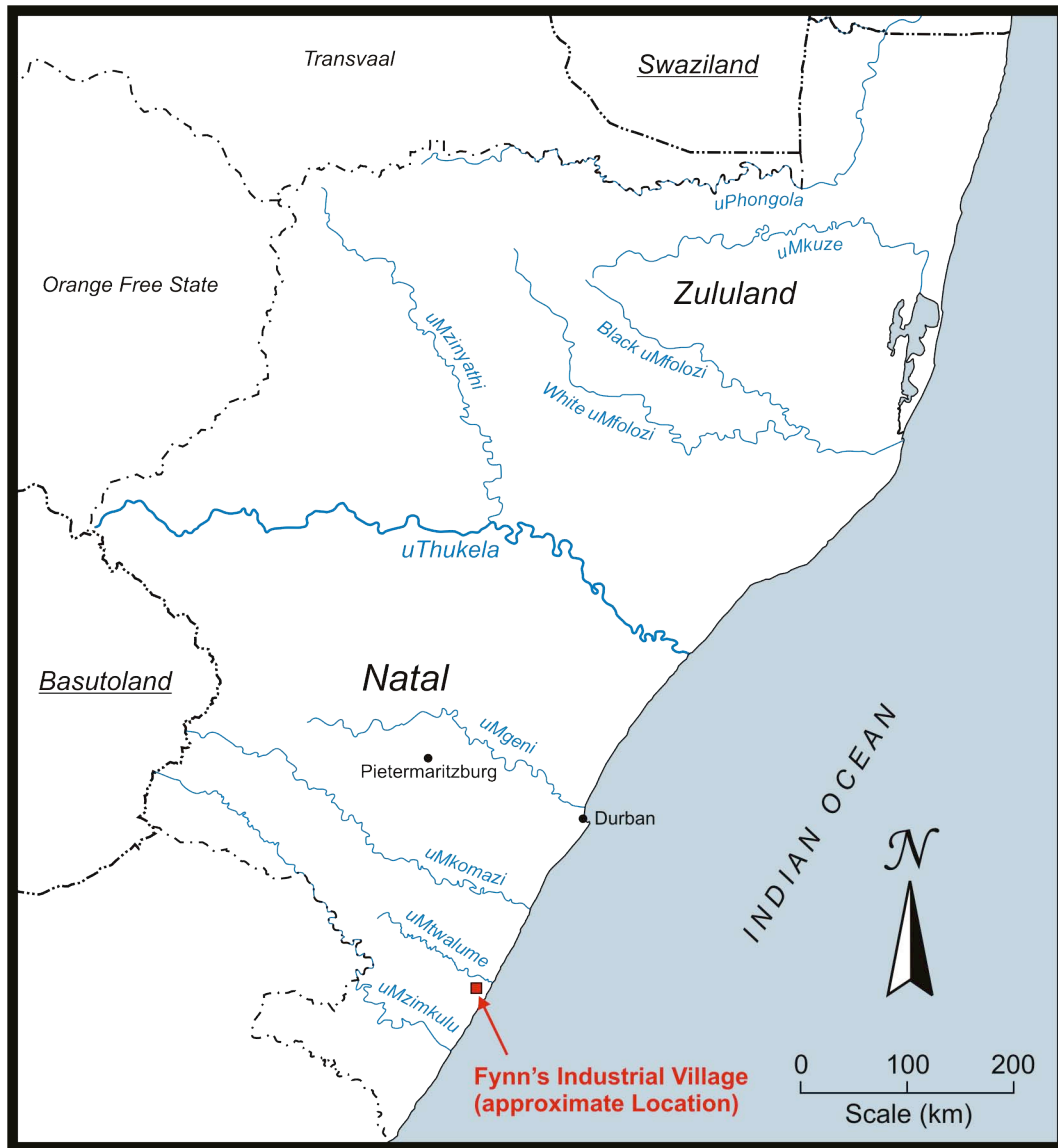 Transvaal
Swaziland
uPhongola
uMkuze
Orange Free State
Zululand
uMzinyathi
Black uMfolozi
White uMfolozi
uThukela
Basutoland
Natal
uMgeni
Pietermaritzburg
Durban
INDIAN OCEAN
N
uMkomazi
uMtwalume
uMzimkulu
Fynn's Industrial Village
(approximate Location)
0 100 200
Scale (km)